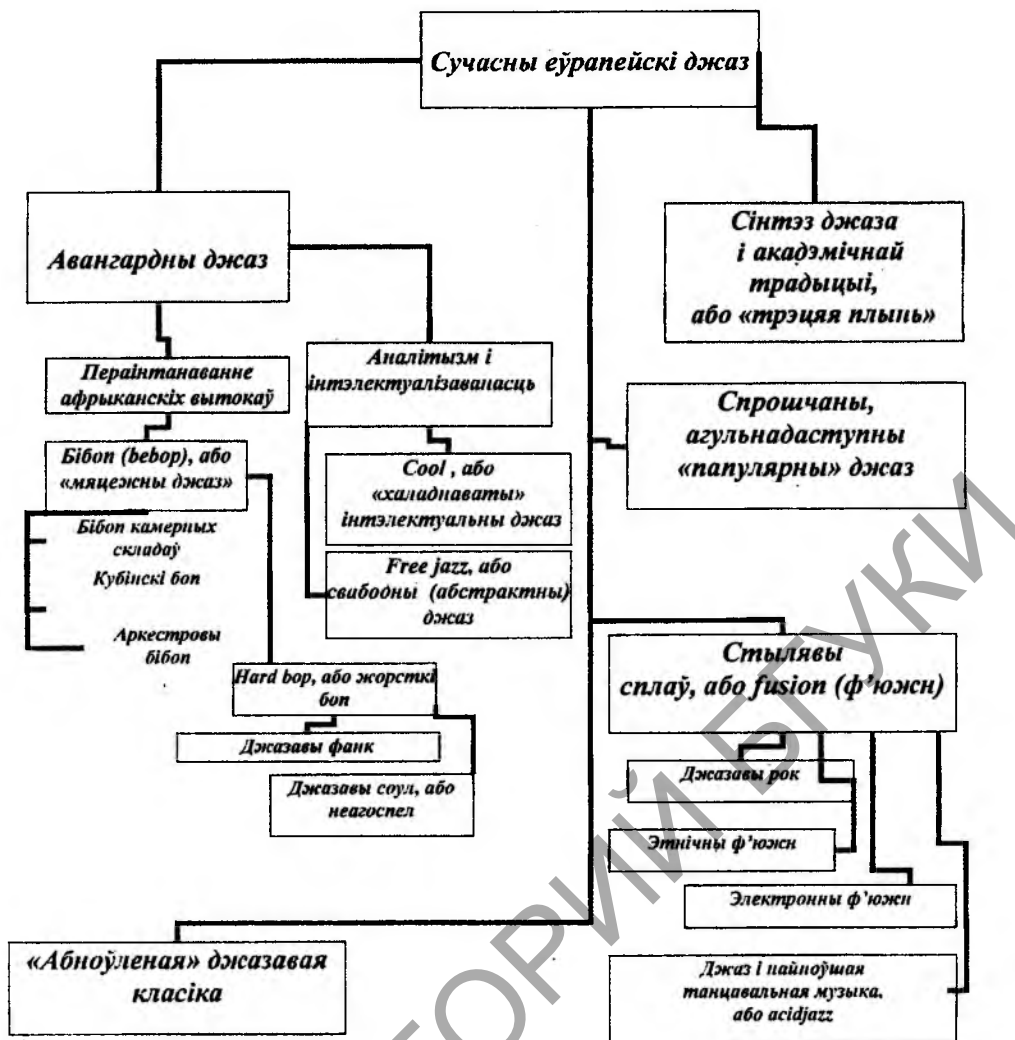 Сучасны еўрапейскі джаз
Авангардны джаз
Сінтэз джаза
і акадэмічнай
традыцыі,
або «трэцяя плынь»
Пераінтанаванне
афрыканскіх вытокаў
Аналітызм і
інтэлектуалізаванасць
Спрошчаны,
агульнадаступны
«папулярны» джаз
Бібоп (bebop), або
«мяцежны джаз»
Cool , або
«халаднаваты»
інтэлектуальны джаз
Бібоп камерных
складаў
Кубінскі боп
Аркестровы
бібоп
Free jazz, або
свабодны (абстрактны)
джаз
Hard bop, або жорсткі
боп
Джазавы фанк
Джазавы соул, або
неагоспел
Стылявы
сплаў, або fusion (ф’южн)
Джазавы рок
Этнічны ф’южн
Электронны ф’южн
Джаз і найноўшая
танцавальная музыка,
або acidjazz
«Абноўленая» джазавая
класіка
ОРИЙ БГУКИ